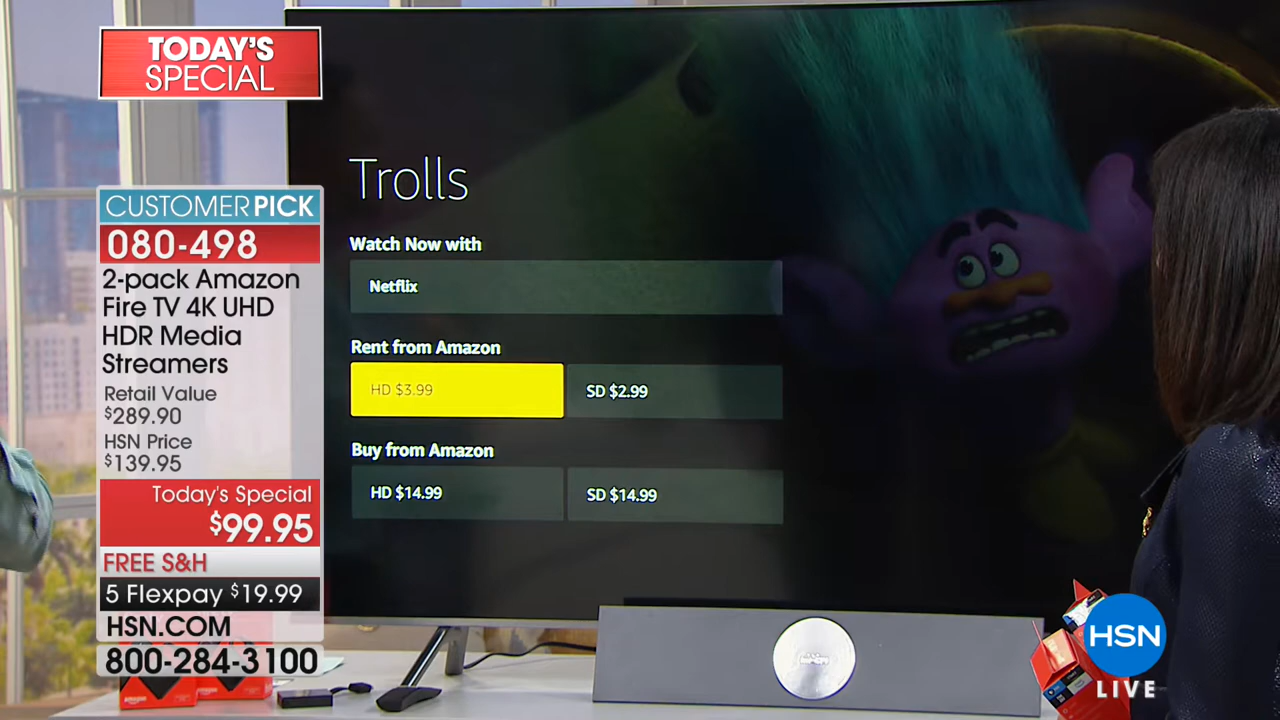 TODAY'S
SPECIAL
CUSTOMER PICK
080-498
2-pack Amazon
Fire TV 4K UHD
HDR Media
Streamers
Retail Value
$289.90
HSN Price
$139.95
Today's Special
$99.95
FREE S&H
5 Flexpay $19.99
HSN.COM
800-284-3100
Trolls
Watch Now with
Netflix
Rent from Amazon
HD $3.99
SD $2.99
Buy from Amazon
HD $14.99
SD $14.99
HSN
LIVE